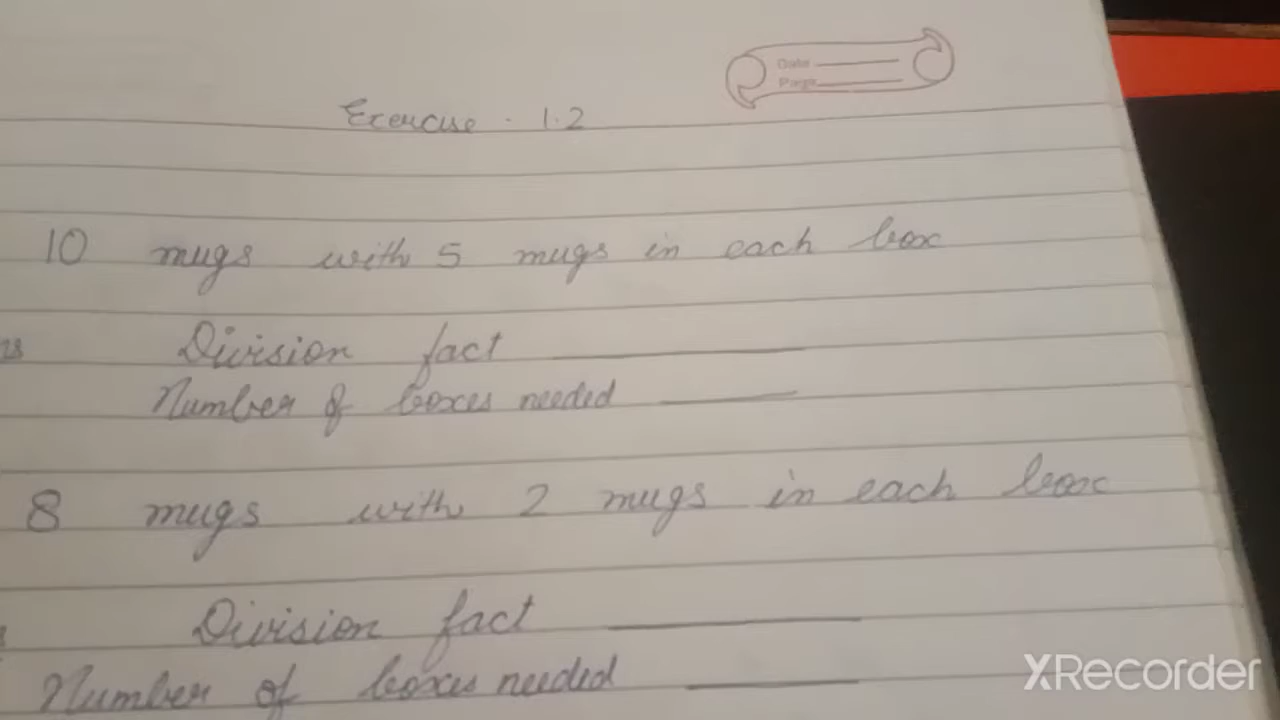 Date
Page
Exercise . 1.2
10 mugs with 5 mugs in each box
Division fact
Number of boxes needed
8 mugs with 2 mugs in each box
Division fact
Number of boxes needed
XRecorder